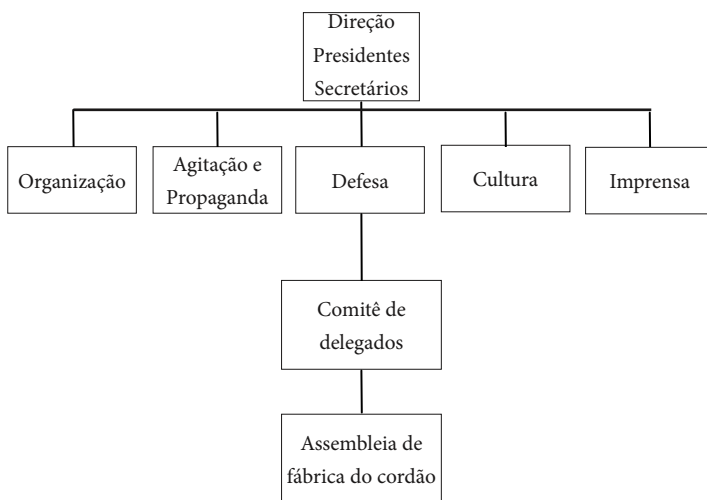 Direção
Presidentes
Secretários
Organização
Agitação e
Propaganda
Defesa
Cultura
Imprensa
Comitê de
delegados
Assembleia de
fábrica do cordão